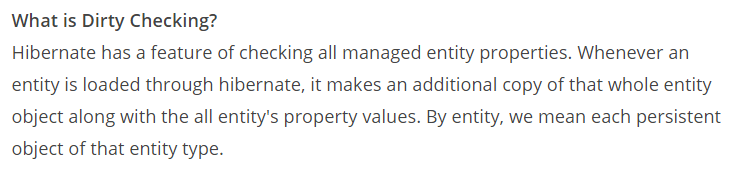 What is Dirty Checking?
Hibernate has a feature of checking all managed entity properties. Whenever an
entity is loaded through hibernate, it makes an additional copy of that whole entity
object along with the all entity's property values. By entity, we mean each persistent
object of that entity type.